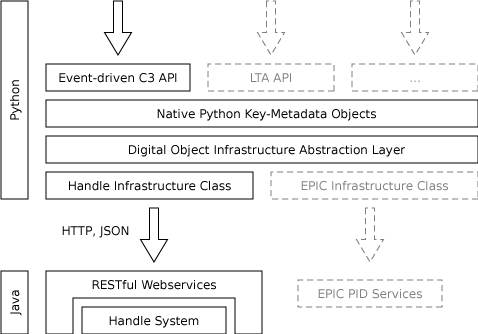 Python
Event-driven C3 API
LTA API
...
Native Python Key-Metadata Objects
Digital Object Infrastructure Abstraction Layer
Handle Infrastructure Class
EPIC Infrastructure Class
HTTP, JSON
Java
RESTful Webservices
EPIC PID Services
Handle System